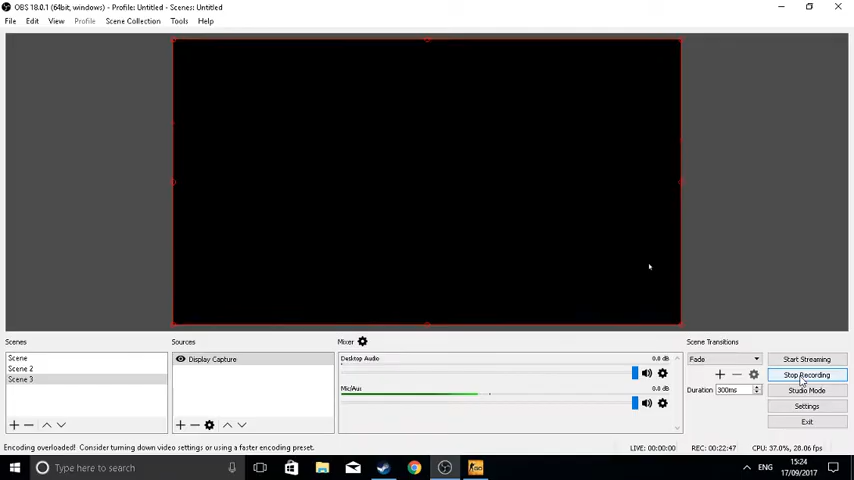 OBS 18.0.1 (64bit, windows) - Profile: Untitled - Scenes: Untitled
File Edit View Profile Scene Collection Tools Help
Scenes
Scene
Scene 2
Scene 3
Sources
Display Capture
Mixer
Desktop Audio 0.0 dB
Mic/Aux 0.0 dB
Scene Transitions
Fade
Duration 300ms
Start Streaming
Stop Recording
Studio Mode
Settings
Exit
Encoding overloaded! Consider turning down video settings or using a faster encoding preset. LIVE: 00:00:00 REC: 00:22:47 CPU: 37.0%, 28.06 fps
Type here to search ENG 15:24
17/09/2017